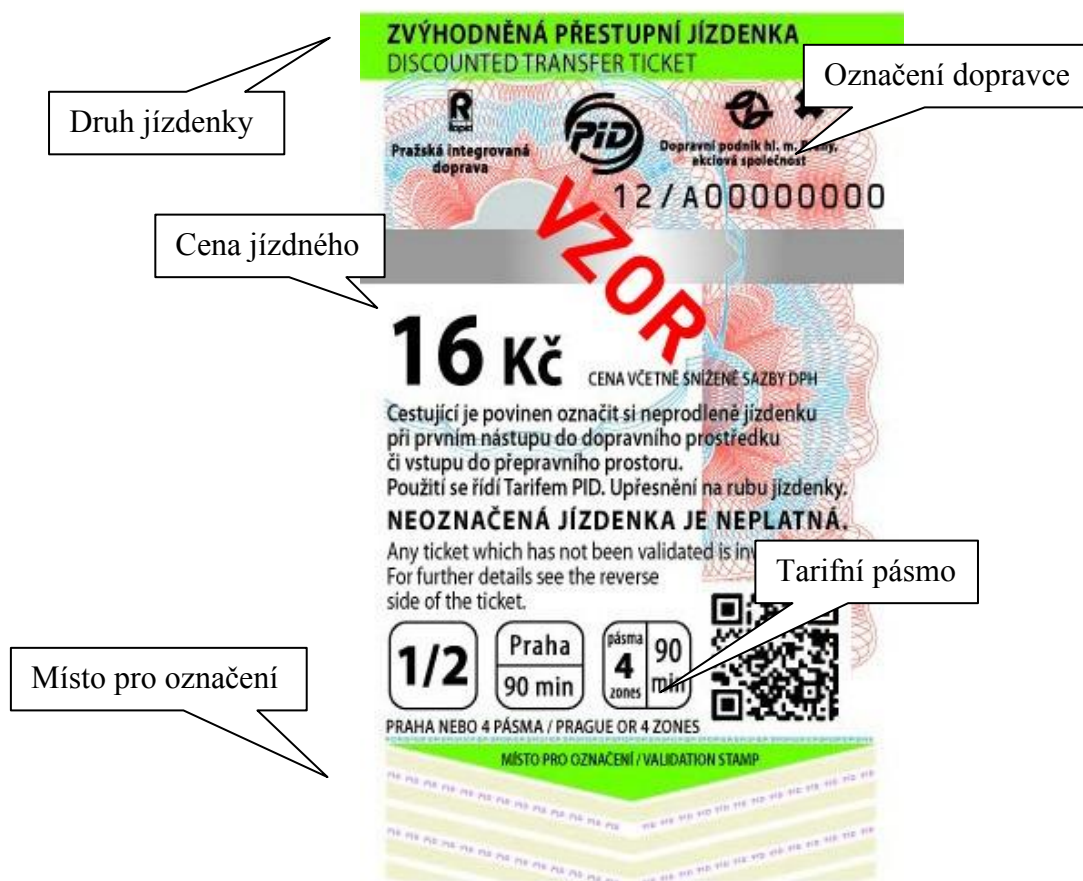 ZVÝHODNĚNÁ PŘESTUPNÍ JÍZDENKA
DISCOUNTED TRANSFER TICKET
Označení dopravce
Druh jízdenky
R
Ropid
PID
Pražská integrovaná
doprava
Dopravní podnik hl. m.
akciová společnost
12/A00000000
VZOR
Cena jízdného
16 Kč
CENA VČETNĚ SNÍŽENÉ SAZBY DPH
Cestující je povinen označit si neprodleně jízdenku
při prvním nástupu do dopravního prostředku
či vstupu do přepravního prostoru.
Použití se řídí Tarifem PID. Upřesnění na rubu jízdenky.
NEOZNAČENÁ JÍZDENKA JE NEPLATNÁ.
Any ticket which has not been validated is
For further details see the reverse
side of the ticket.
Tarifní pásmo
1/2
Praha
90 min
pásma
4
zones
90
min
Místo pro označení
PRAHA NEBO 4 PÁSMA / PRAGUE OR 4 ZONES
MÍSTO PRO OZNAČENÍ / VALIDATION STAMP